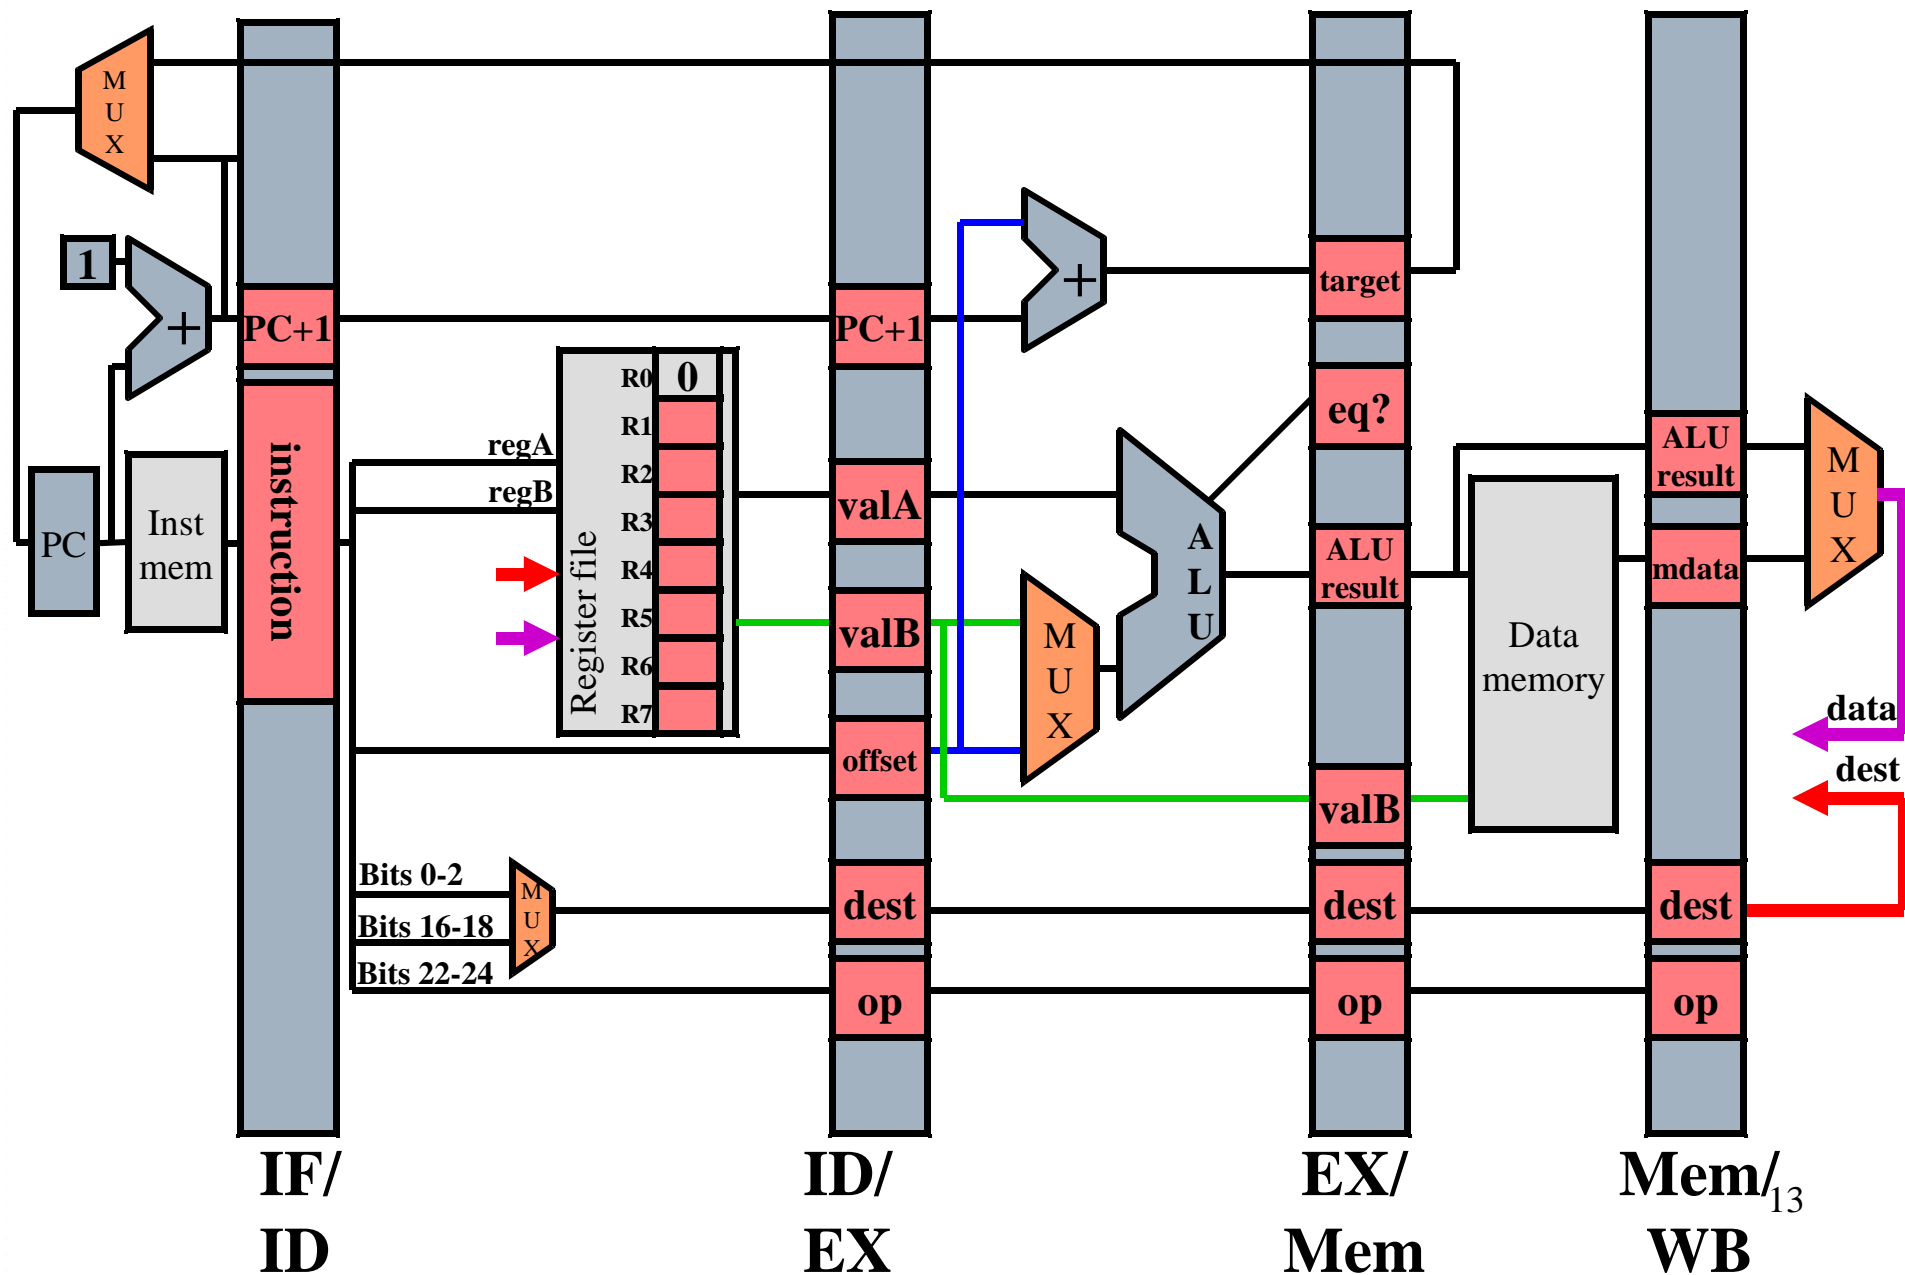 M
U
X
1
+
PC
Inst
mem
PC+1
instruction
regA
regB
Register file
R0
0
R1
R2
R3
R4
R5
R6
R7
Bits 0-2
Bits 16-18
Bits 22-24
M
U
X
PC+1
valA
valB
offset
dest
op
+
M
U
X
A
L
U
target
eq?
ALU
result
valB
dest
op
Data
memory
ALU
result
mdata
dest
op
M
U
X
data
dest
IF/
ID
ID/
EX
EX/
Mem
Mem/
WB
13